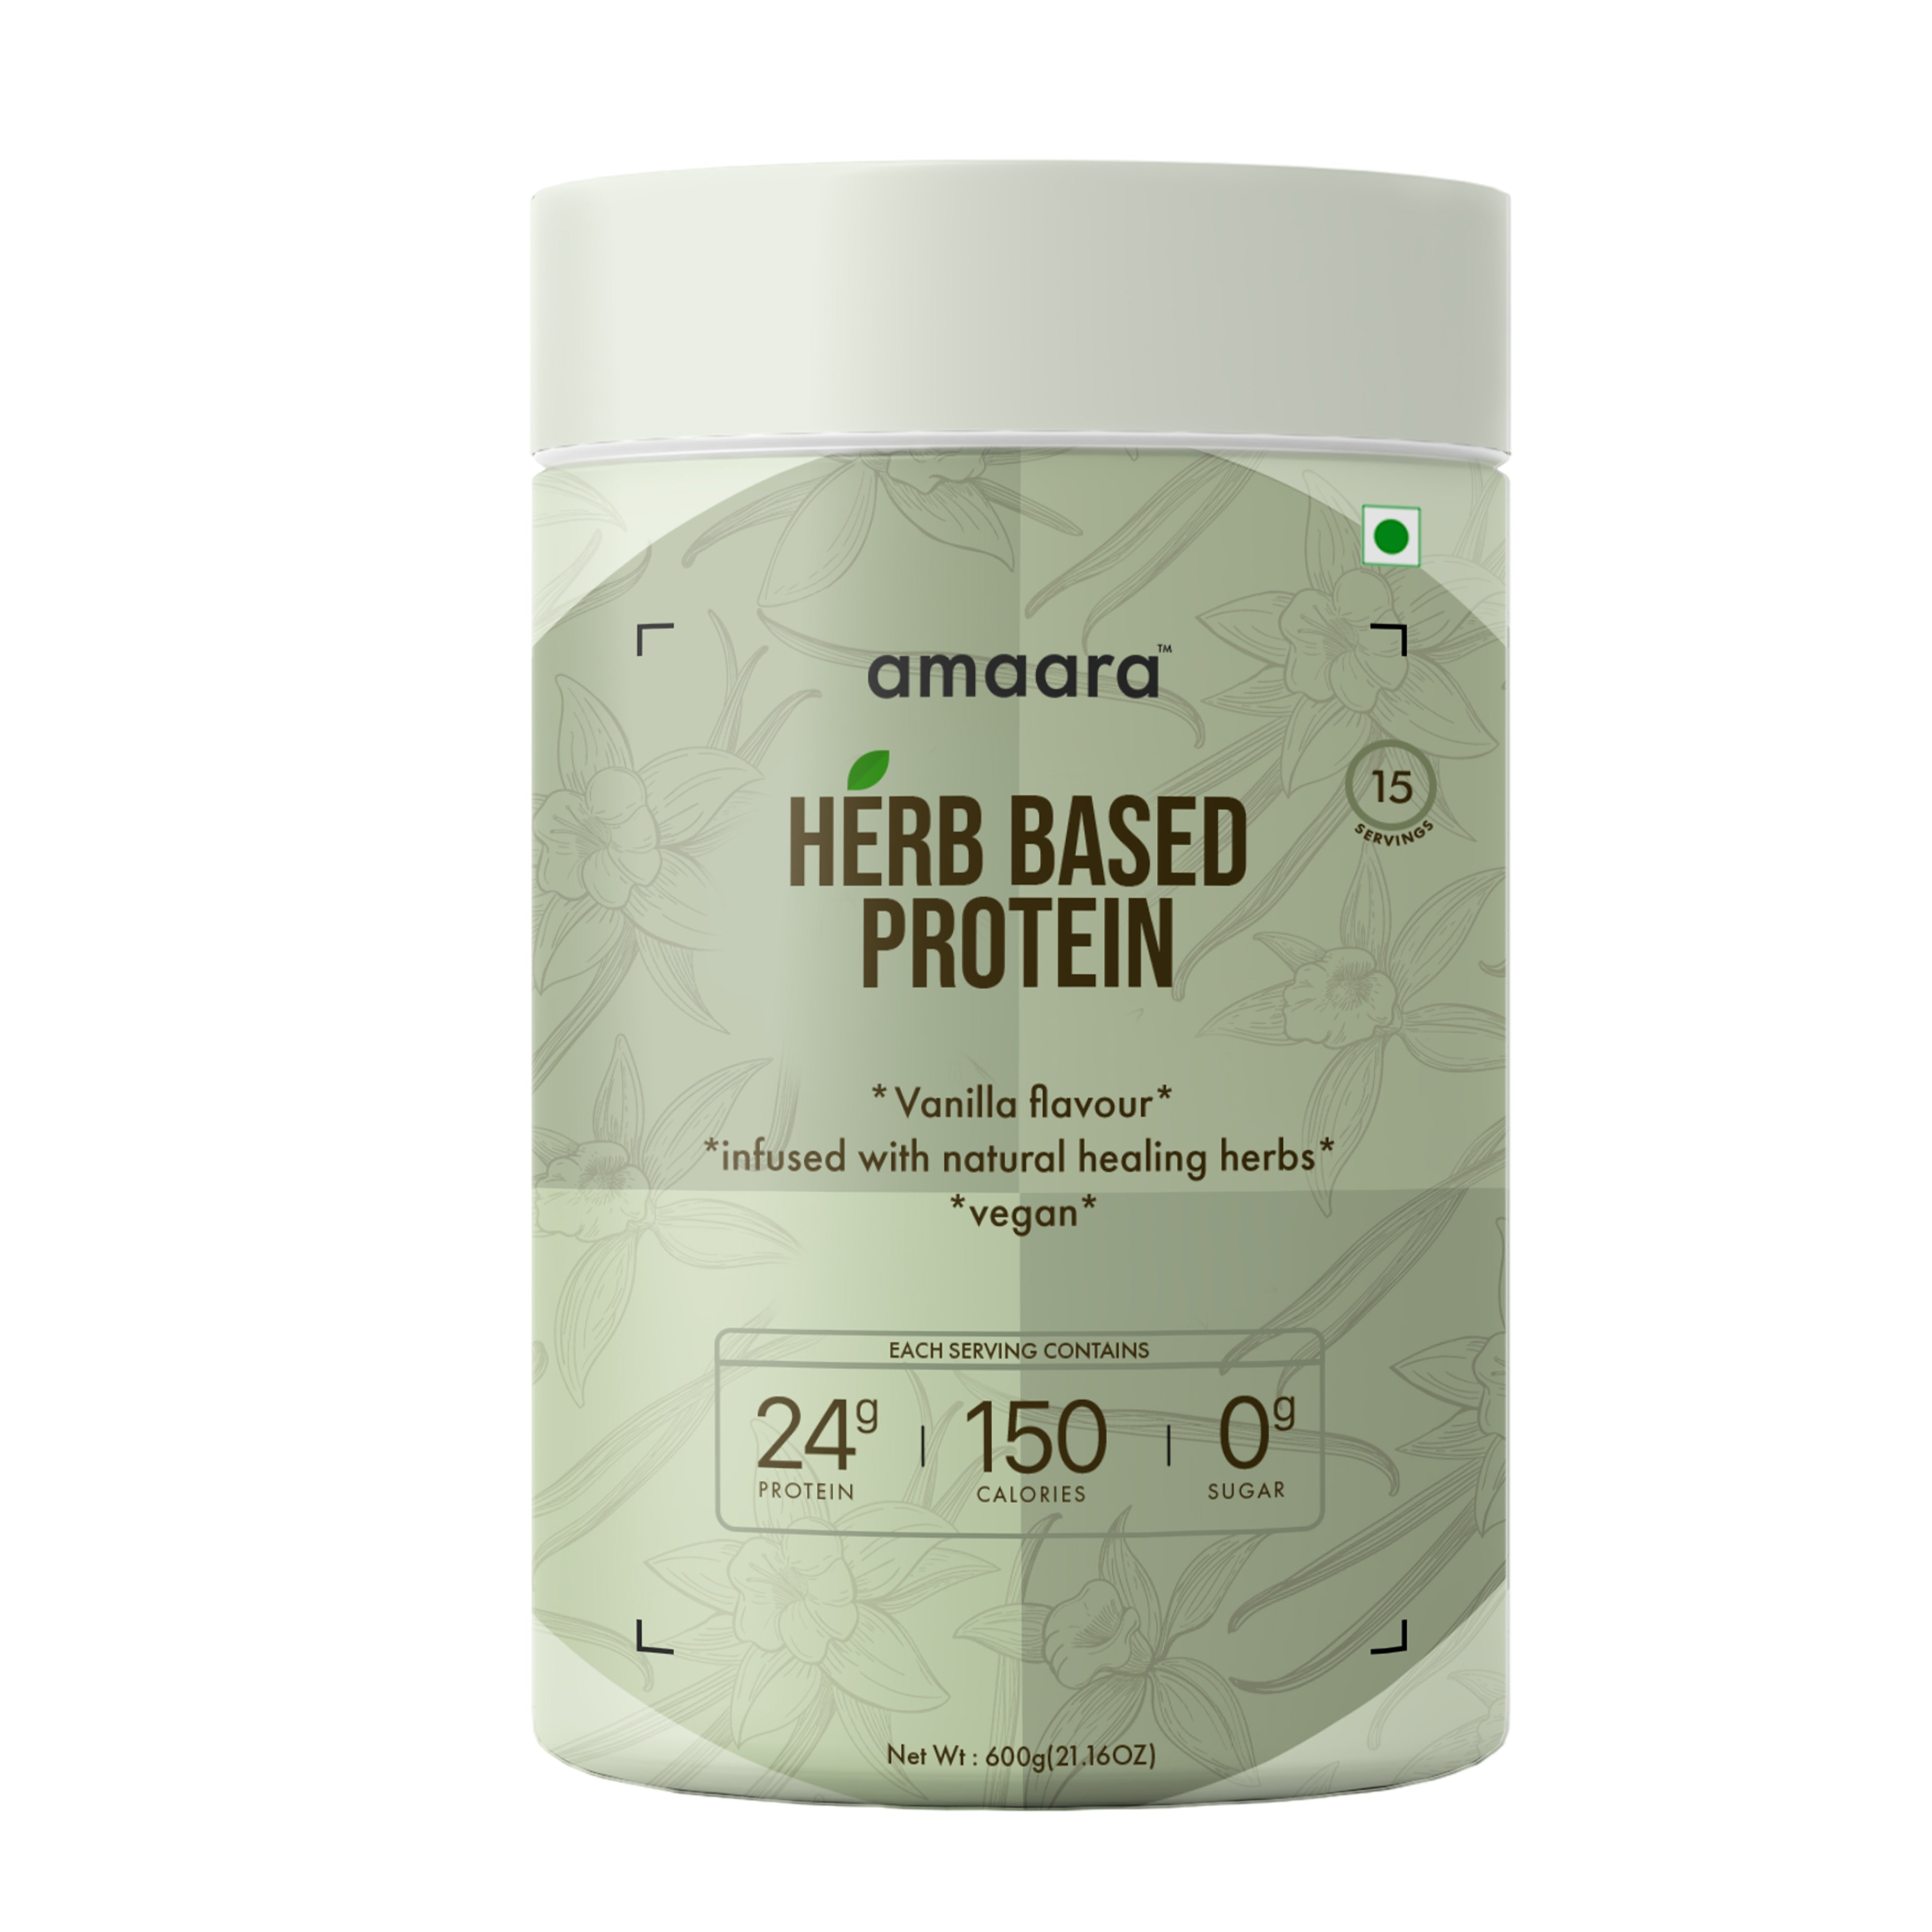 amaara™
15
SERVINGS
HERB BASED
PROTEIN
*Vanilla flavour*
*infused with natural healing herbs*
*vegan*
EACH SERVING CONTAINS
24g | 150 | 0g
PROTEIN CALORIES SUGAR
Net Wt : 600g(21.16OZ)